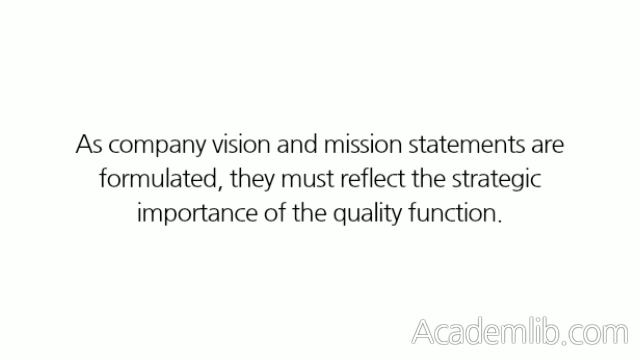 As company vision and mission statements are
formulated, they must reflect the strategic
importance of the quality function.
Academlib.com